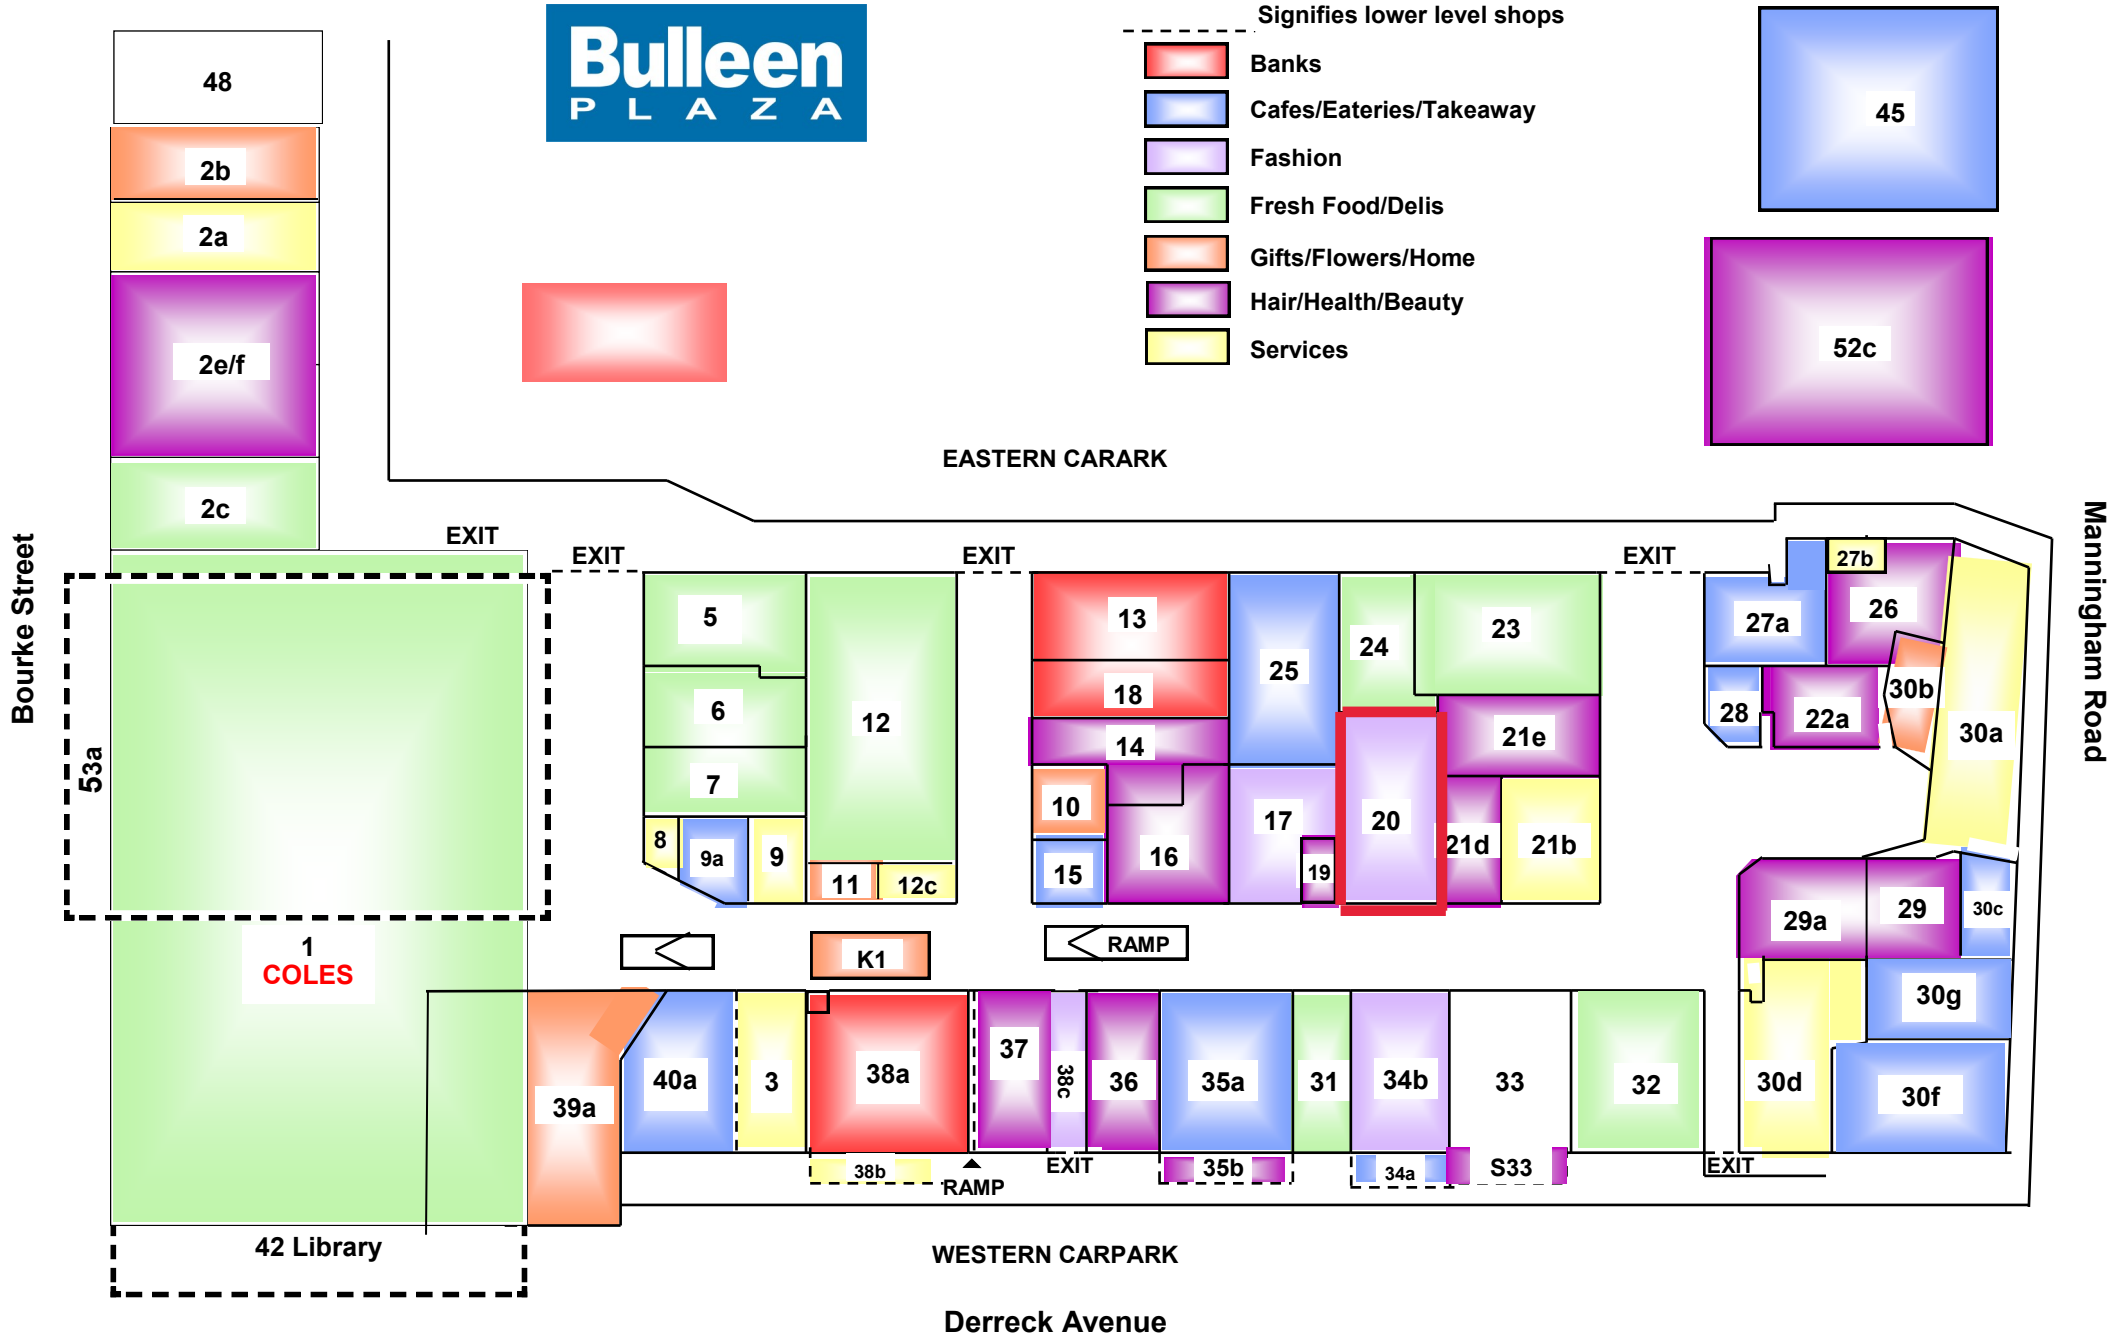 Bulleen
PLAZA
Signifies lower level shops
Banks
Cafes/Eateries/Takeaway
Fashion
Fresh Food/Delis
Gifts/Flowers/Home
Hair/Health/Beauty
Services
48
2b
2a
2e/f
2c
45
52c
EASTERN CARARK
EXIT
EXIT
EXIT
EXIT
Bourke Street
Manningham Road
53a
1
COLES
42 Library
5
6
7
8
9a
9
12
11
12c
13
18
14
10
15
16
25
17
19
24
23
20
21e
21d
21b
27a
27b
26
28
22a
30b
30a
29a
29
30c
30g
30d
30f
K1
RAMP
39a
40a
3
38a
37
38c
36
35a
31
34b
33
32
38b
RAMP
EXIT
35b
34a
S33
EXIT
WESTERN CARPARK
Derreck Avenue